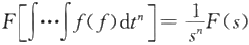 F[∫∫⋯∫f(f)dtⁿ] = 1/sⁿ F(s)